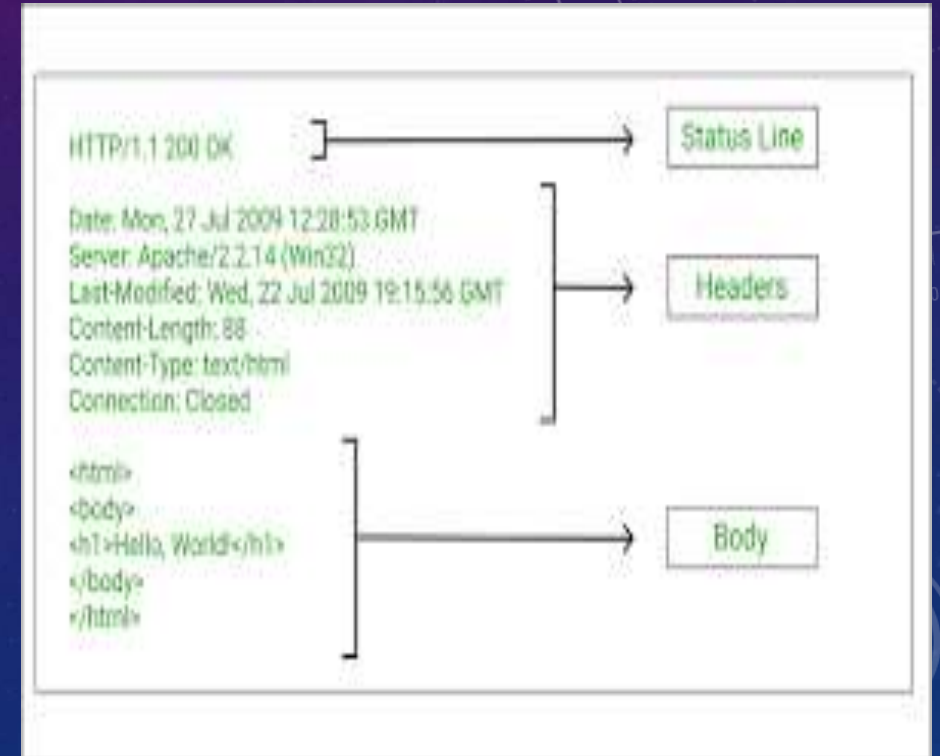 HTTP/1.1 200 OK
Status Line
Date: Mon, 27 Jul 2009 12:28:53 GMT
Server: Apache/2.2.14 (Win32)
Last-Modified: Wed, 22 Jul 2009 19:15:56 GMT
Content-Length: 88
Content-Type: text/html
Connection: Closed
Headers
<html>
<body>
<h1>Hello, World!</h1>
</body>
</html>
Body